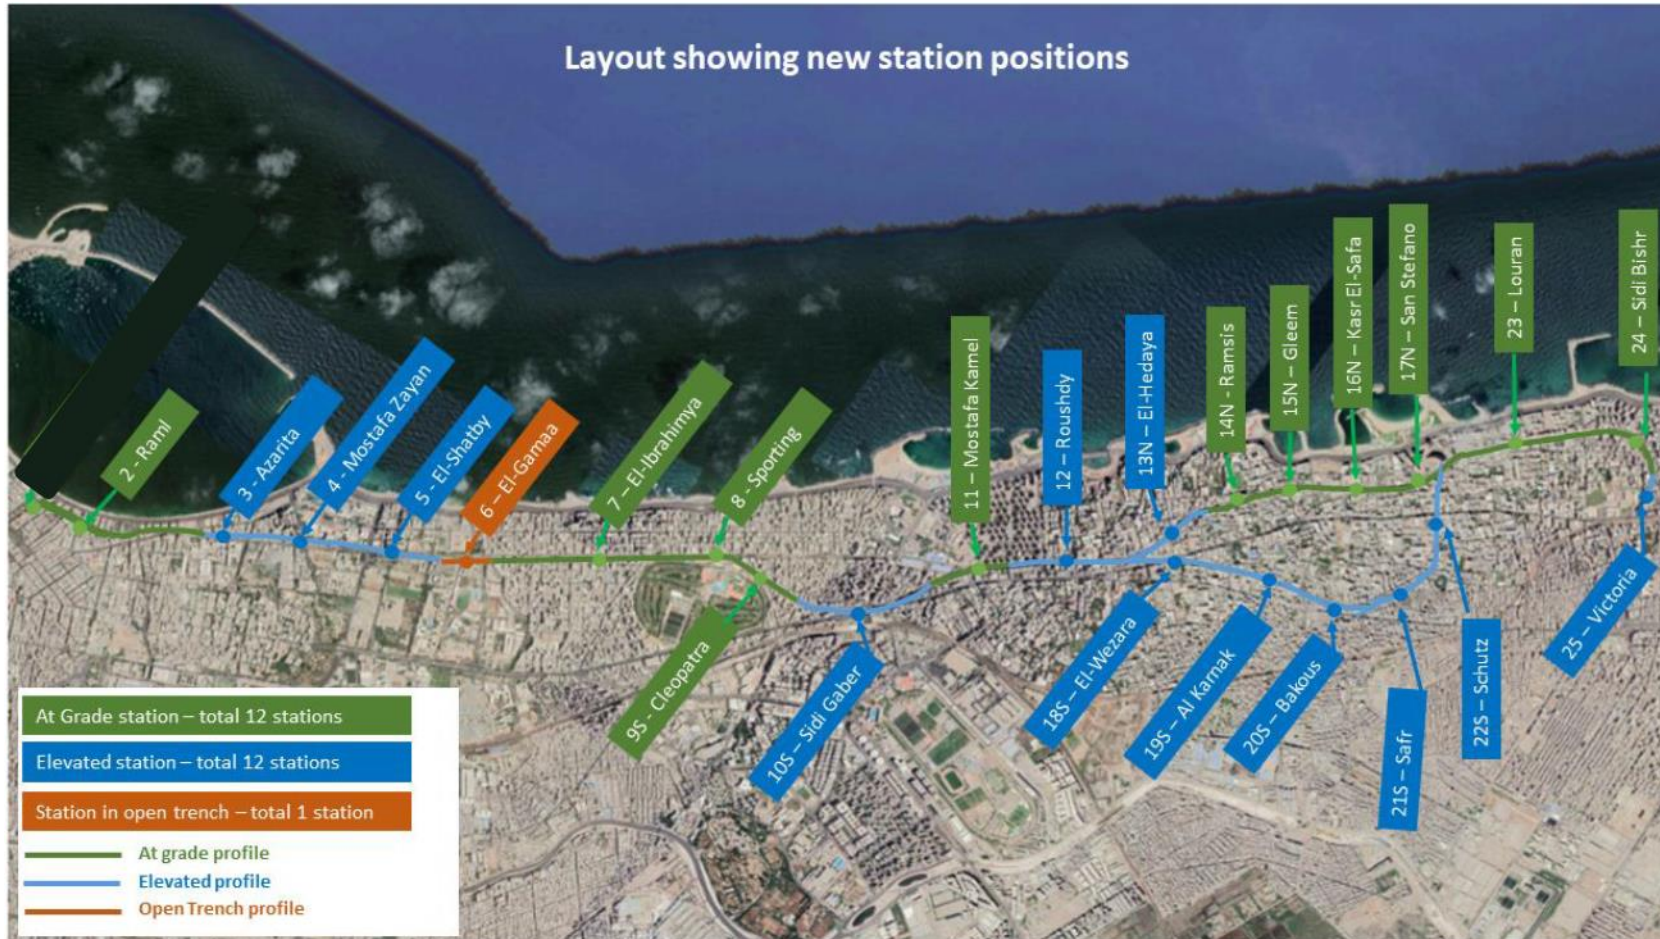 Layout showing new station positions
2 - Raml
3 - Azarita
4 - Mostafa Zayan
5 - El-Shatby
6 – El-Gamaa
7 – El-Ibrahimya
8 - Sporting
9S - Cleopatra
10S – Sidi Gaber
11 – Mostafa Kamel
12 – Roushdy
13N – El-Hedaya
14N - Ramsis
15N – Gleem
16N – Kasr El-Safa
17N – San Stefano
18S – El-Wezara
19S – Al Karnak
20S – Bakous
21S – Safr
22S – Schutz
23 – Louran
24 – Sidi Bishr
25 – Victoria
At Grade station – total 12 stations
Elevated station – total 12 stations
Station in open trench – total 1 station
At grade profile
Elevated profile
Open Trench profile